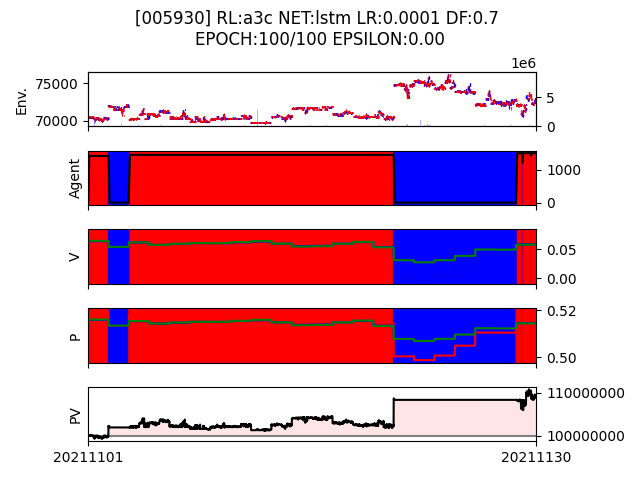 [005930] RL:a3c NET:lstm LR:0.0001 DF:0.7
EPOCH:100/100 EPSILON:0.00
1e6
Env.
75000
70000
5
0
Agent
1000
0
V
0.05
0.00
P
0.52
0.50
PV
110000000
100000000
20211101
20211130